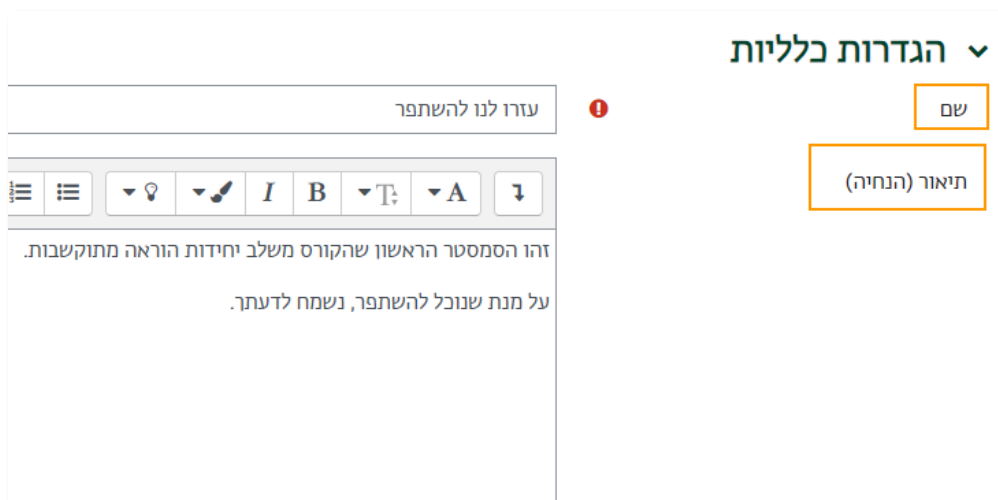 הגדרות כלליות
שם
עזרו לנו להשתפר
תיאור (הנחיה)
A T B I
זהו הסמסטר הראשון שהקורס משלב יחידות הוראה מתוקשבות.
על מנת שנוכל להשתפר, נשמח לדעתך.